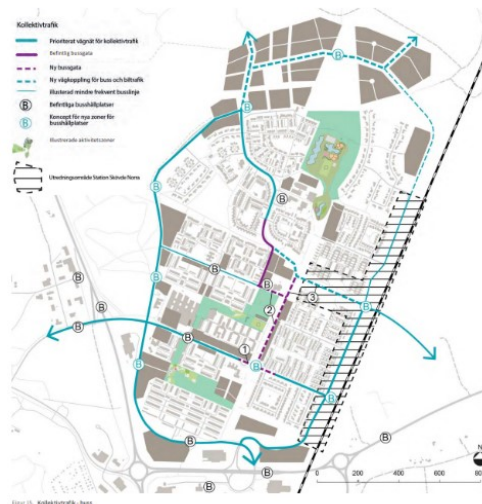 Kollektivtrafik
Prioriterat vägnät för kollektivtrafik
Befintlig bussgata
Ny bussgata
Ny vägkoppling för buss och biltrafik
Illustrerad mindre frekvent busslinje
B
Befintliga busshållplatser
B
Koncept för nya zoner för
busshållplatser
Illustrerade aktivitetszoner
Utredningsområde Station Skövde Norra
B
B
B
B
B
B
B
B
B
B
3
2
B
B
B
1
B
B
B
B
B
B
B
N
0 200 400 600 80
Kollektivtrafik - buss